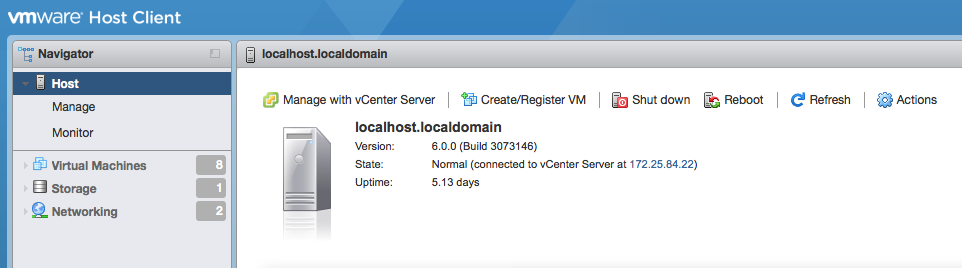 vmware Host Client
Navigator
localhost.localdomain
Host
Manage
Monitor
Virtual Machines 8
Storage 1
Networking 2
Manage with vCenter Server Create/Register VM Shut down Reboot Refresh Actions
localhost.localdomain
Version: 6.0.0 (Build 3073146)
State: Normal (connected to vCenter Server at 172.25.84.22)
Uptime: 5.13 days